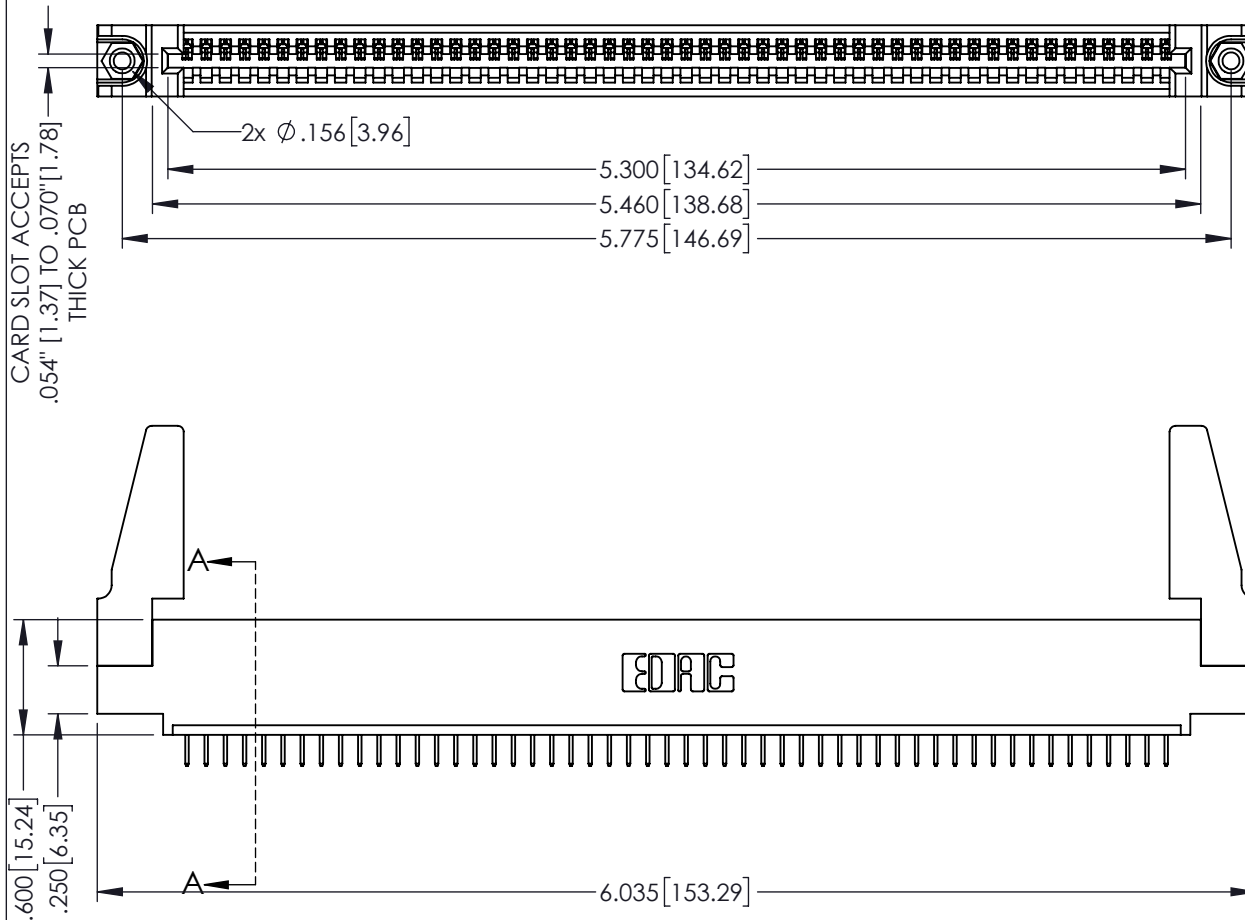 2x ∅ .156[3.96]
5.300[134.62]
5.460[138.68]
5.775[146.69]
CARD SLOT ACCEPTS
.054" [1.37] TO .070"[1.78]
THICK PCB
A
EDAC
.600[15.24]
.250[6.35]
A
6.035[153.29]